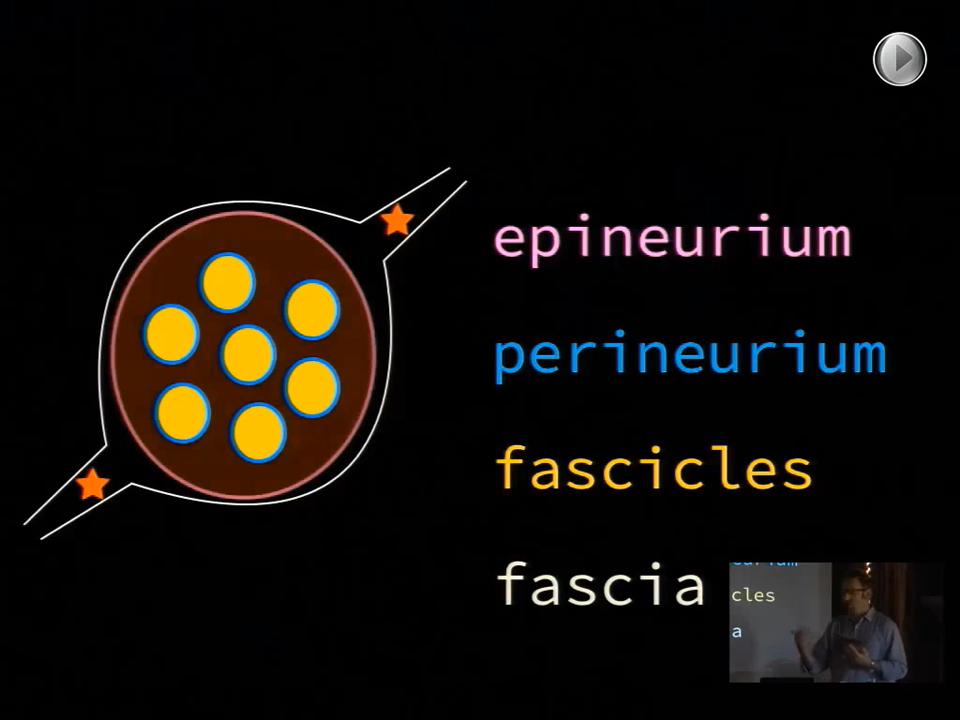 epineurium
perineurium
fascicles
fascia
cles
a